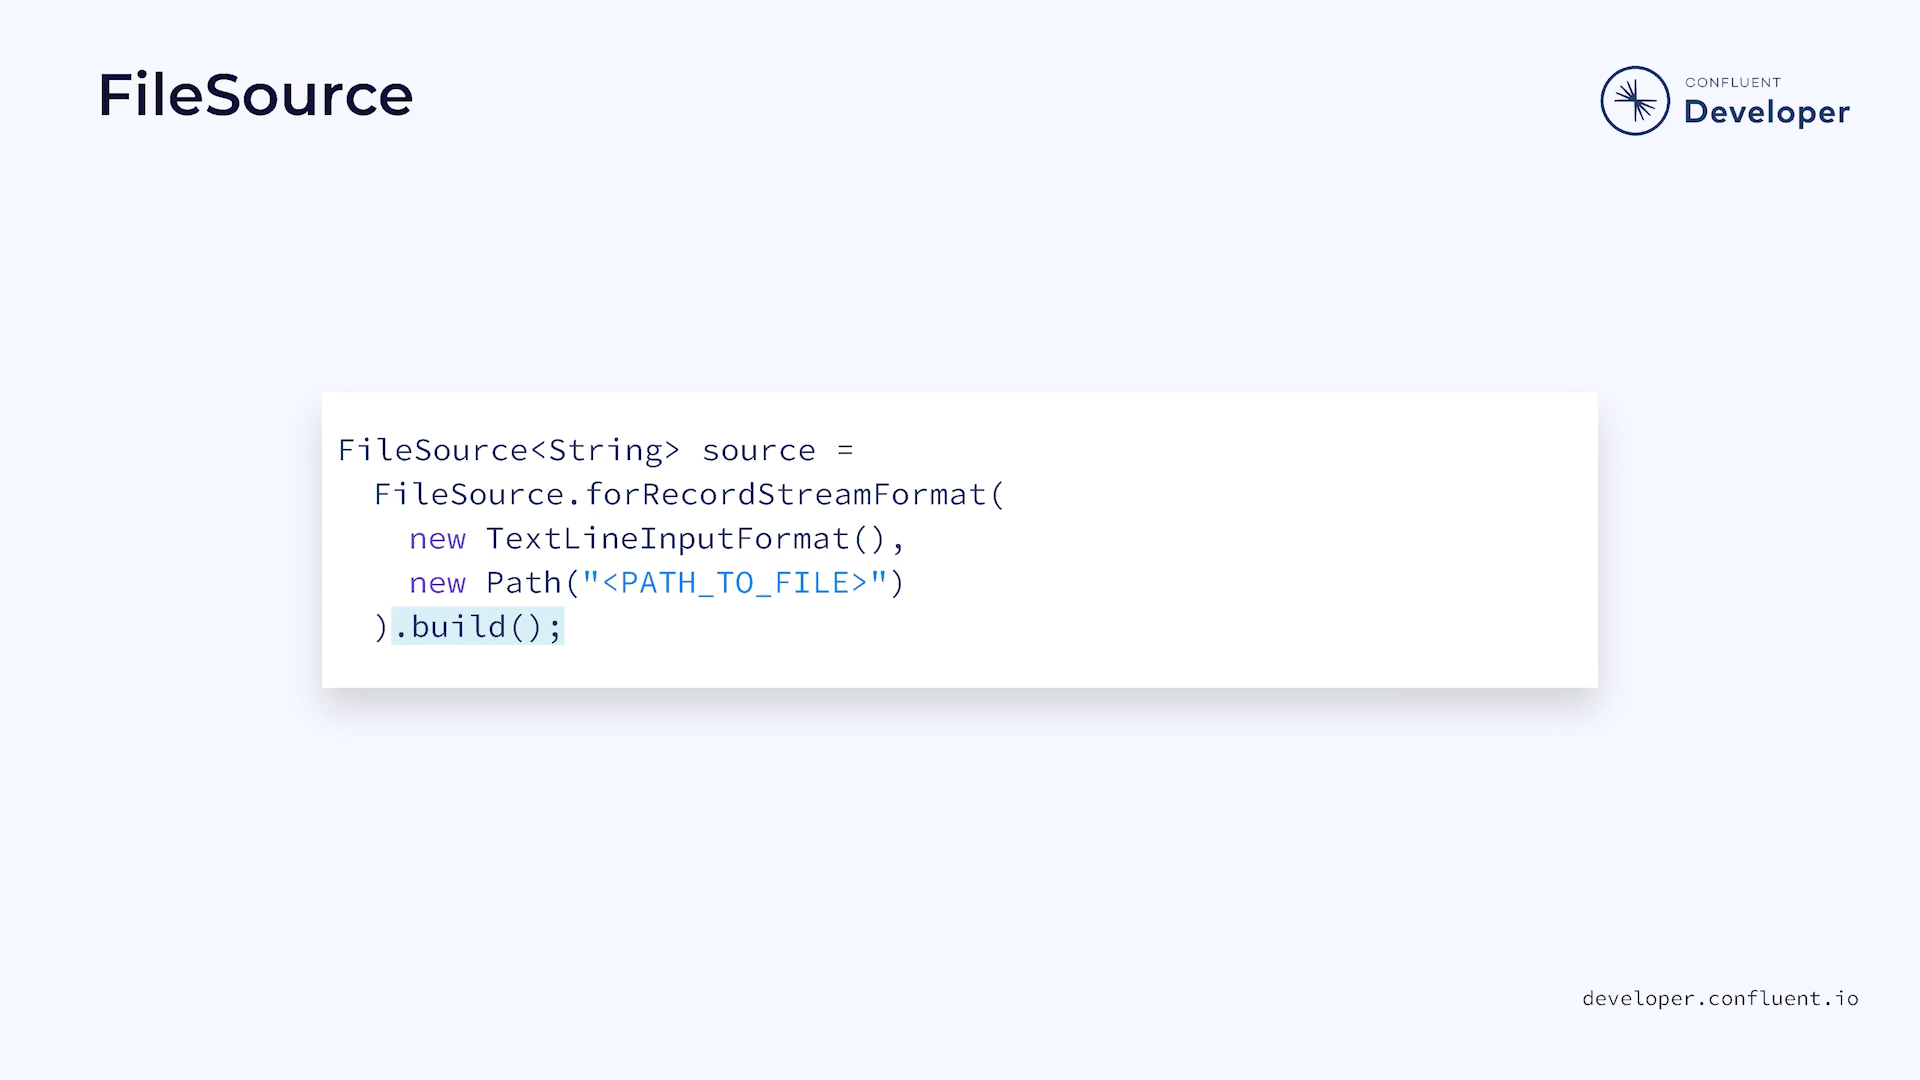 FileSource
CONFLUENT
Developer
FileSource<String> source =
  FileSource.forRecordStreamFormat(
    new TextLineInputFormat(),
    new Path("<PATH_TO_FILE>")
  ).build();
developer.confluent.io